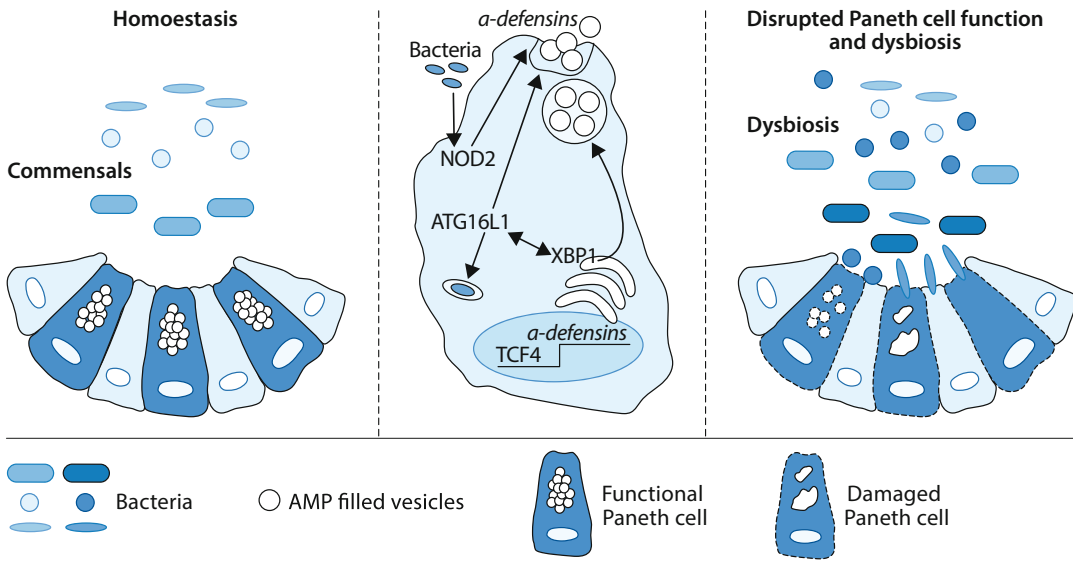 Homoestasis
Commensals
a-defensins
Bacteria
NOD2
ATG16L1
XBP1
a-defensins
TCF4
Disrupted Paneth cell function
and dysbiosis
Dysbiosis
Bacteria
AMP filled vesicles
Functional
Paneth cell
Damaged
Paneth cell